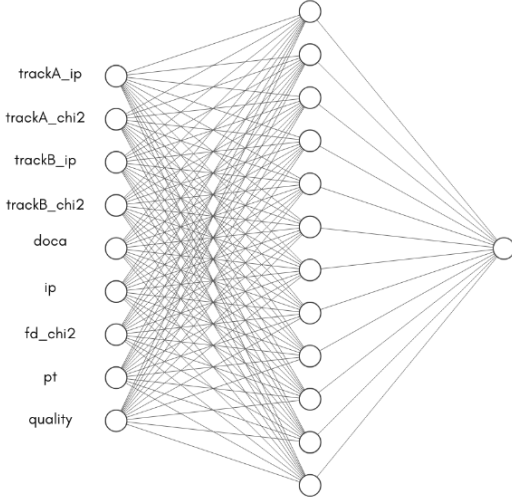 trackA_ip
trackA_chi2
trackB_ip
trackB_chi2
doca
ip
fd_chi2
pt
quality